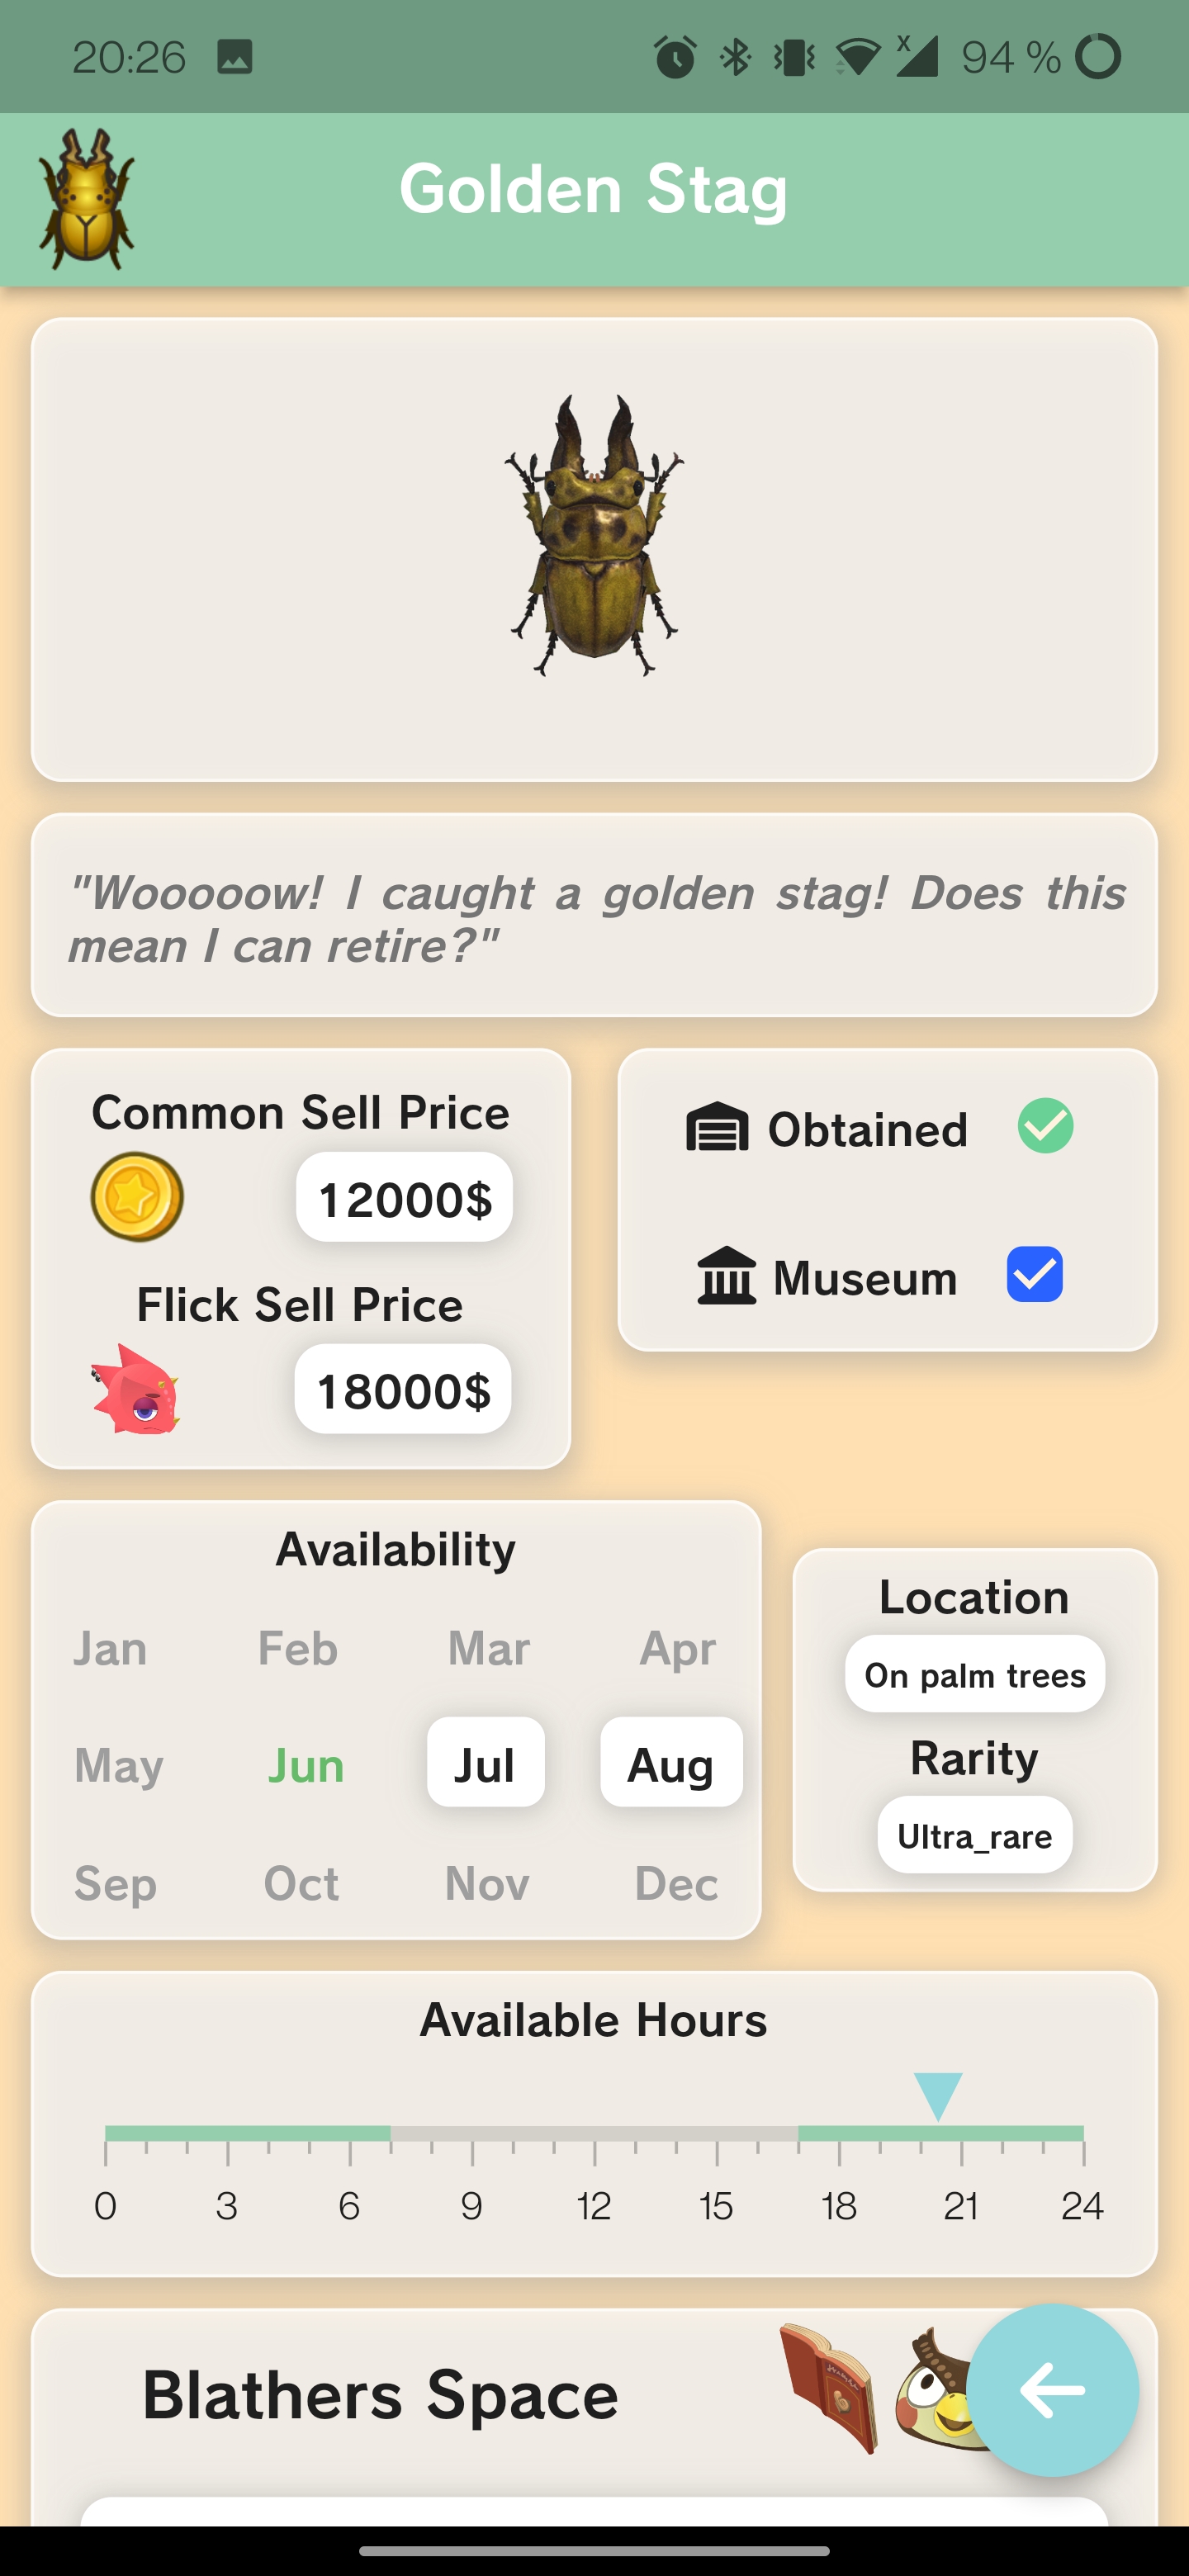 20:26
x
94 %
Golden Stag
"Wooooow! I caught a golden stag! Does this
mean I can retire?"
Common Sell Price
12000$
Flick Sell Price
18000$
Obtained
Museum
Availability
Jan Feb Mar Apr
May Jun Jul Aug
Sep Oct Nov Dec
Location
On palm trees
Rarity
Ultra_rare
Available Hours
0 3 6 9 12 15 18 21 24
Blathers Space